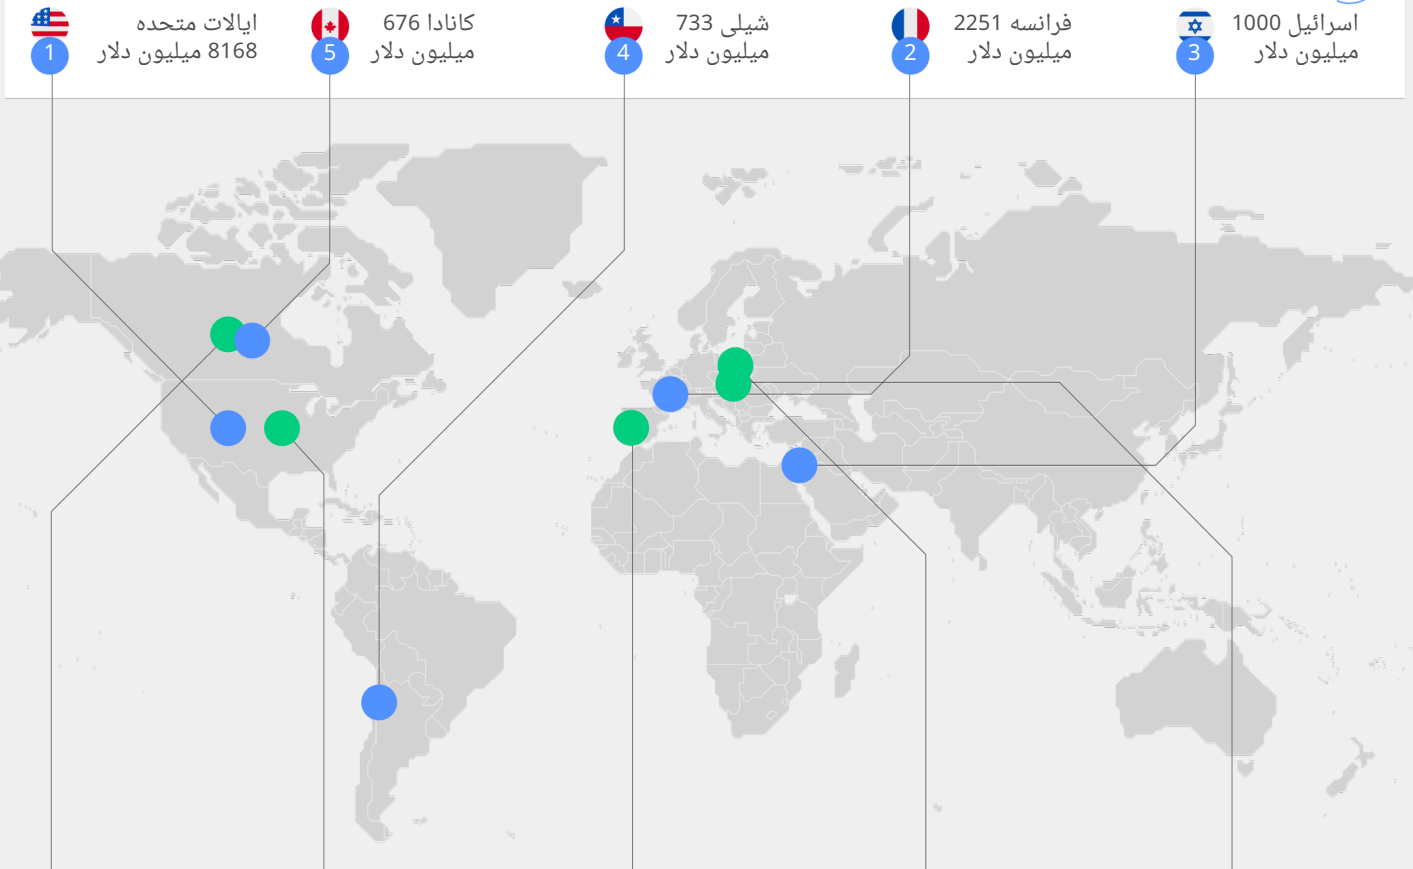 اسرائیل 1000
میلیون دلار
3
فرانسه 2251
میلیون دلار
2
شیلی 733
میلیون دلار
4
کانادا 676
میلیون دلار
5
ایالات متحده
8168 میلیون دلار
1